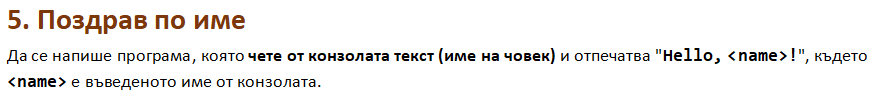 5. Поздрав по име
Да се напише програма, която чете от конзолата текст (име на човек) и отпечатва "Hello, <name>!", където
<name> е въведеното име от конзолата.